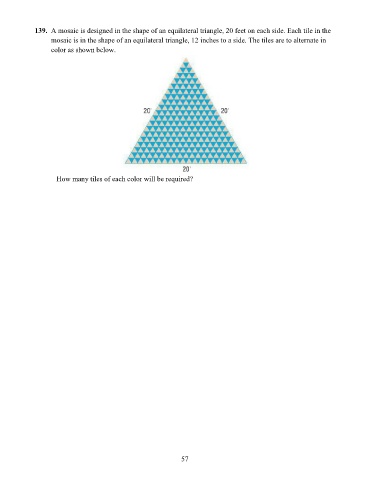 139. A mosaic is designed in the shape of an equilateral triangle, 20 feet on each side. Each tile in the
mosaic is in the shape of an equilateral triangle, 12 inches to a side. The tiles are to alternate in
color as shown below.
20' 20'
20'
How many tiles of each color will be required?
57